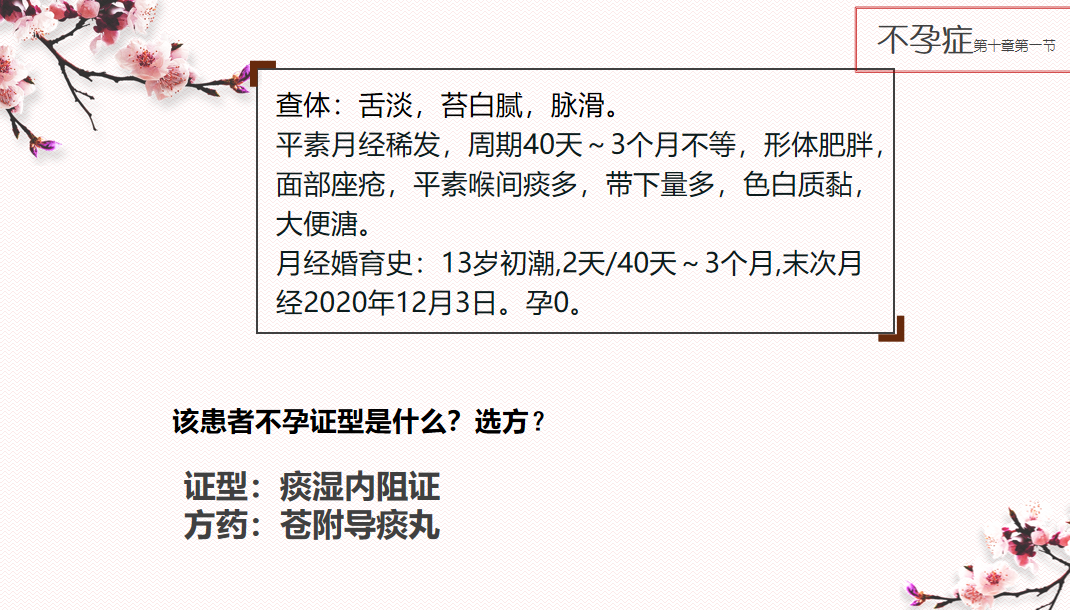 不孕症第十章第一节
查体：舌淡，苔白腻，脉滑。
平素月经稀发，周期40天～3个月不等，形体肥胖，
面部座疮，平素喉间痰多，带下量多，色白质黏，
大便溏。
月经婚育史：13岁初潮,2天/40天～3个月,末次月
经2020年12月3日。孕0。
该患者不孕证型是什么？选方？
证型：痰湿内阻证
方药：苍附导痰丸